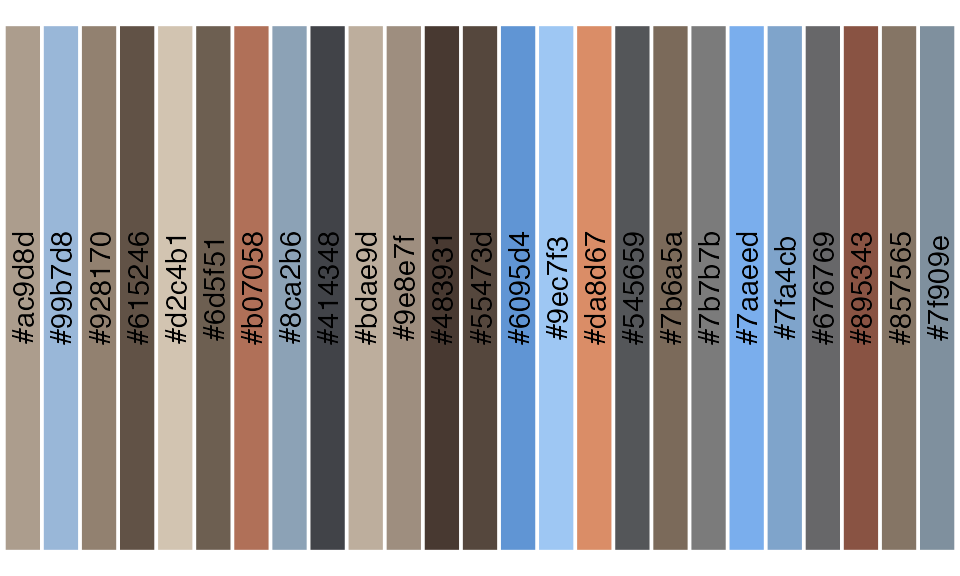 #ac9d8d
#99b7d8
#928170
#615246
#d2c4b1
#6d5f51
#b07058
#8ca2b6
#414348
#bdae9d
#9e8e7f
#483931
#55473d
#6095d4
#9ec7f3
#da8d67
#545659
#7b6a5a
#7b7b7b
#7aaeed
#7fa4cb
#676769
#895343
#857565
#7f909e